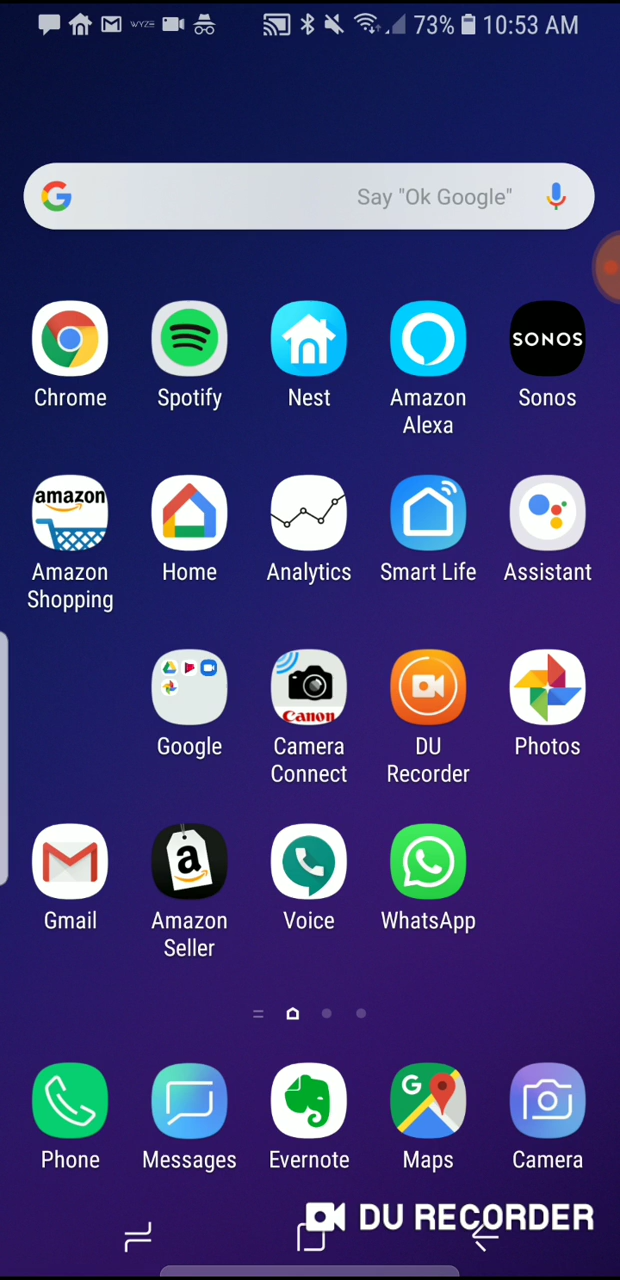 WYZE 73% 10:53 AM
Say "Ok Google"
SONOS
Chrome Spotify Nest Amazon Alexa Sonos
amazon
Amazon Shopping Home Analytics Smart Life Assistant
Canon
Google Camera Connect DU Recorder Photos
a
Gmail Amazon Seller Voice WhatsApp
G
Phone Messages Evernote Maps Camera
DU RECORDER